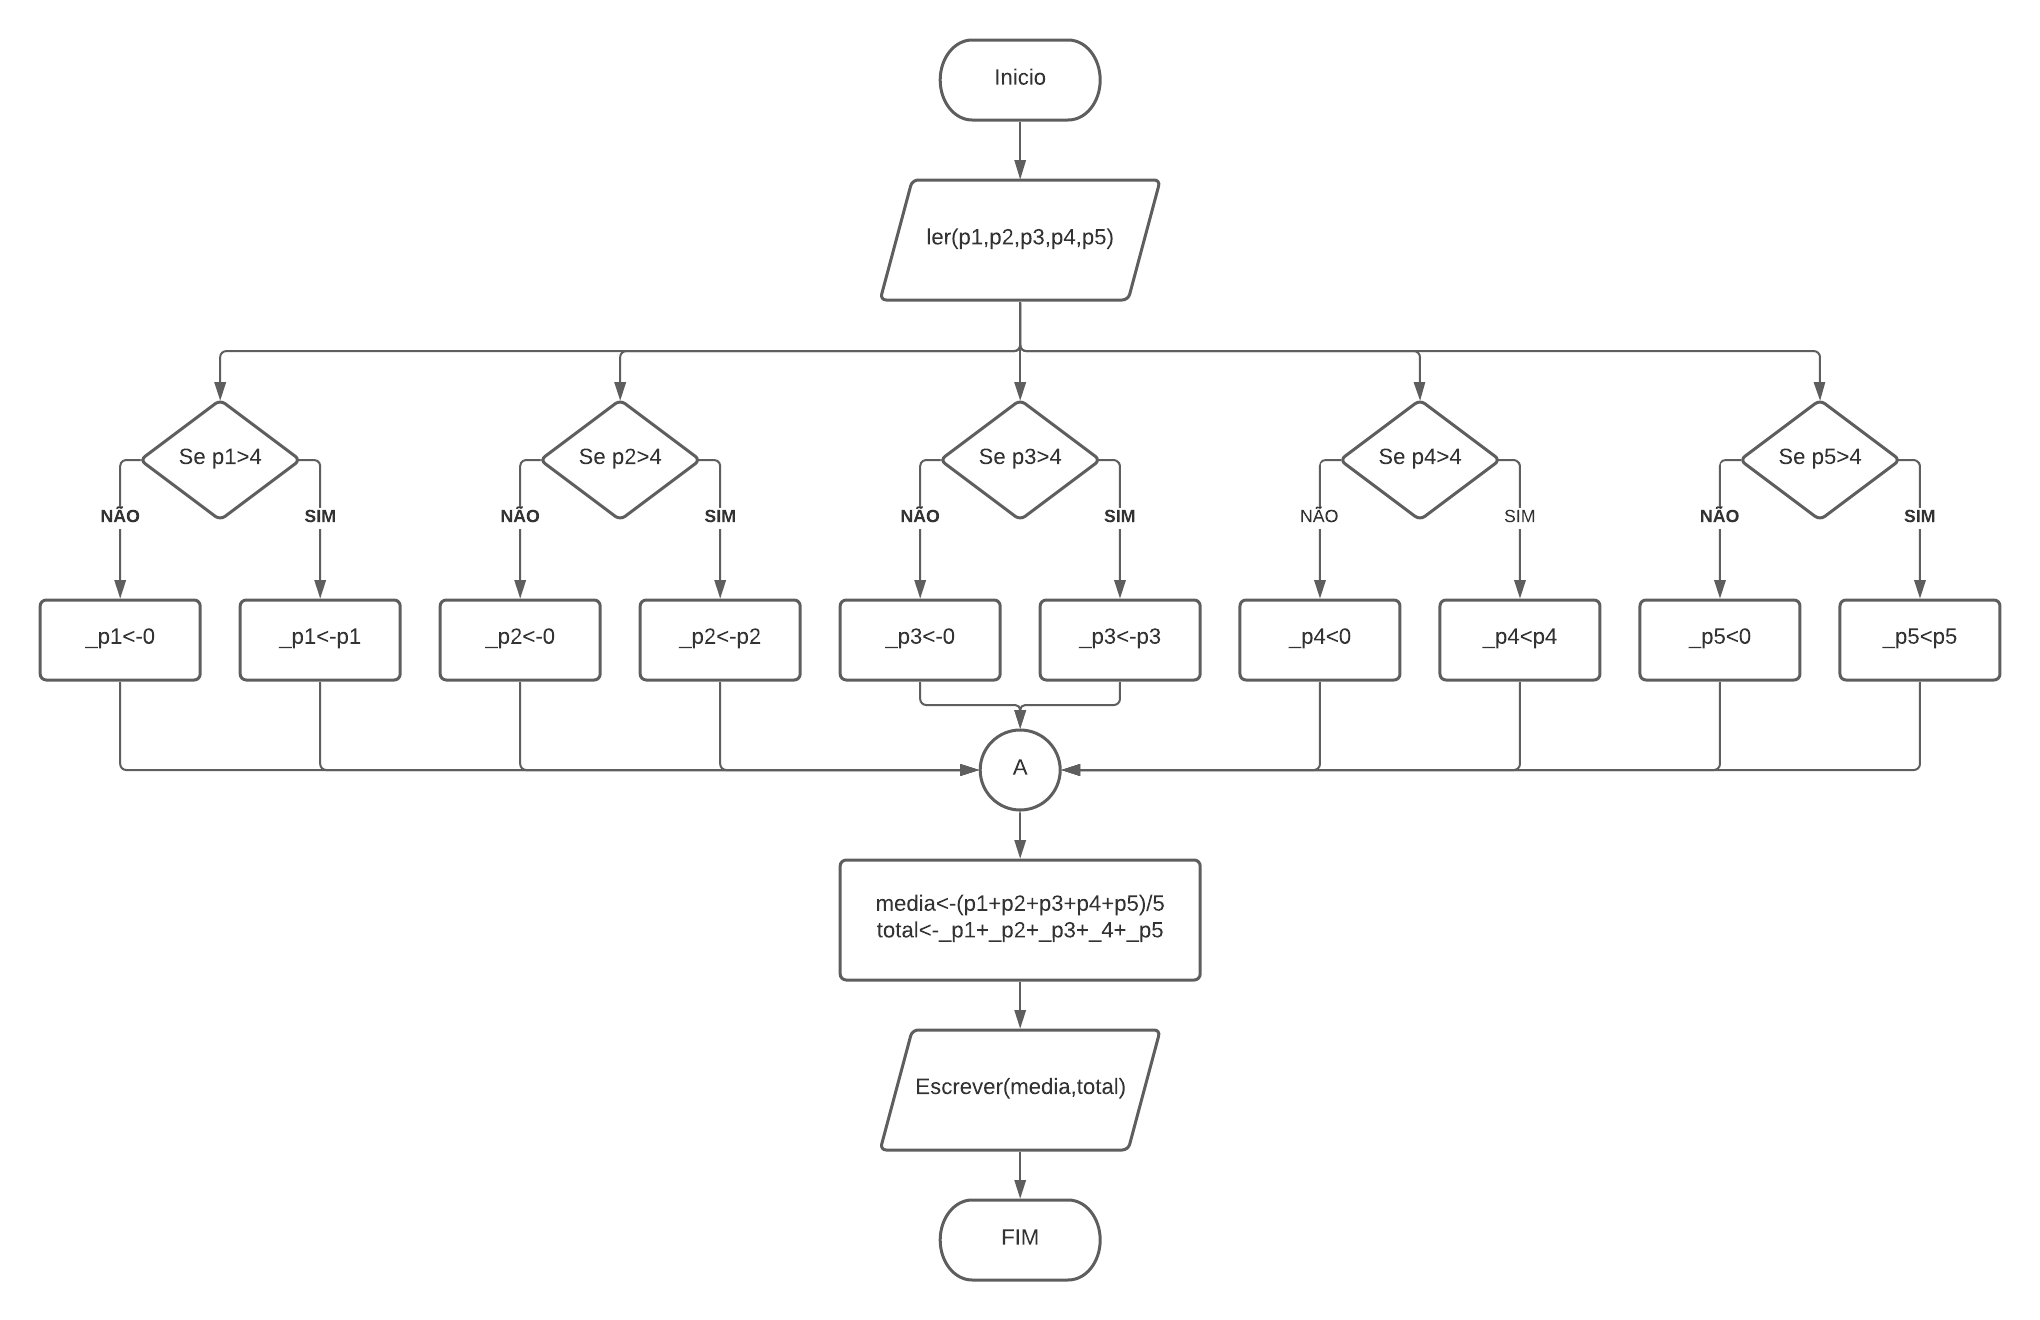 Inicio
ler(p1,p2,p3,p4,p5)
Se p1>4
Se p2>4
Se p3>4
Se p4>4
Se p5>4
NÃO
SIM
NÃO
SIM
NÃO
SIM
NÃO
SIM
NÃO
SIM
_p1<-0
_p1<-p1
_p2<-0
_p2<-p2
_p3<-0
_p3<-p3
_p4<0
_p4<p4
_p5<0
_p5<p5
A
media<-(p1+p2+p3+p4+p5)/5
total<-_p1+_p2+_p3+_4+_p5
Escrever(media,total)
FIM